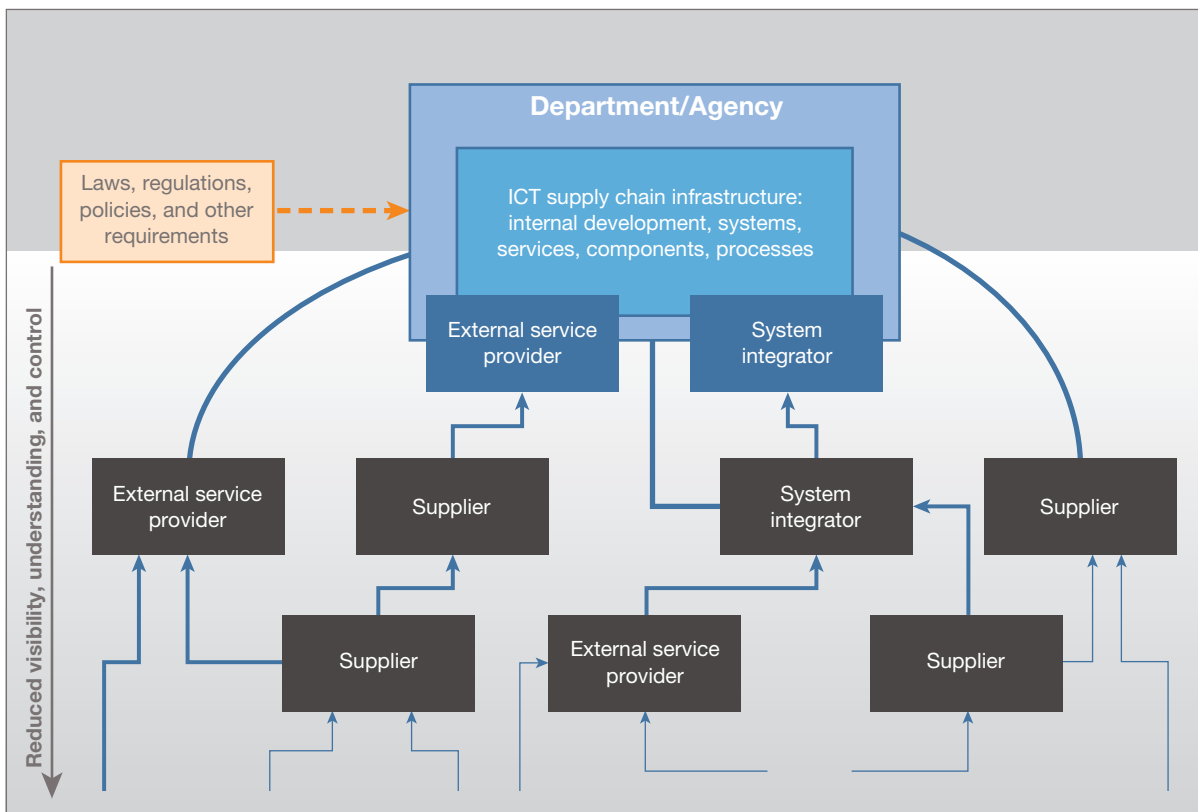 Department/Agency
Laws, regulations,
policies, and other
requirements
ICT supply chain infrastructure:
internal development, systems,
services, components, processes
External service
provider
System
integrator
Reduced visibility, understanding, and control
External service
provider
Supplier
System
integrator
Supplier
Supplier
External service
provider
Supplier